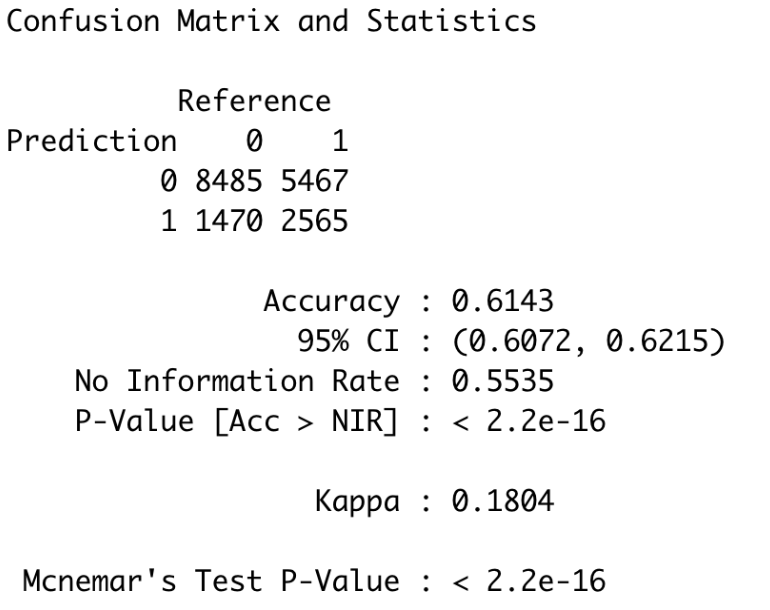 Confusion Matrix and Statistics
Reference
Prediction 0 1
0 8485 5467
1 1470 2565
Accuracy : 0.6143
95% CI : (0.6072, 0.6215)
No Information Rate : 0.5535
P-Value [Acc > NIR] : < 2.2e-16
Kappa : 0.1804
Mcnemar's Test P-Value : < 2.2e-16